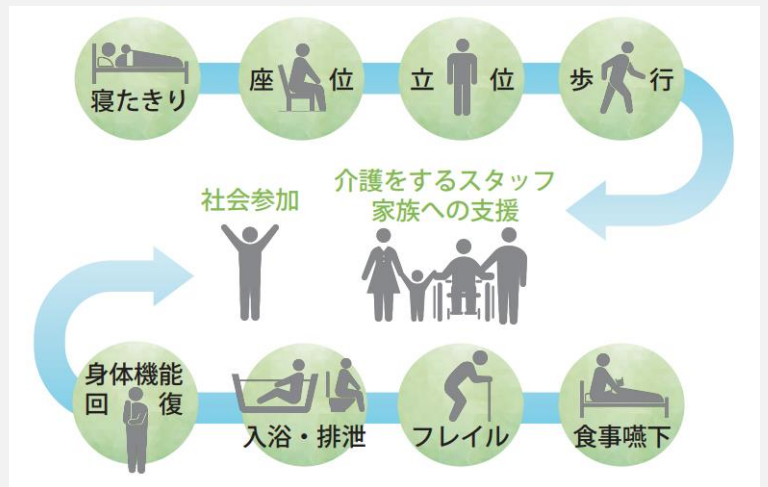 寝たきり
座位
立位
歩行
社会参加
介護をするスタッフ
家族への支援
身体機能
回復
入浴・排泄
フレイル
食事嚥下